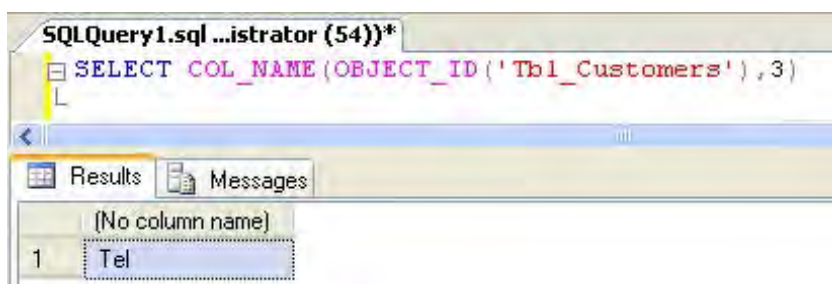 SQLQuery1.sql ...istrator (54))*
SELECT COL_NAME(OBJECT_ID('Tbl_Customers'),3)
Results Messages
(No column name)
1 Tel